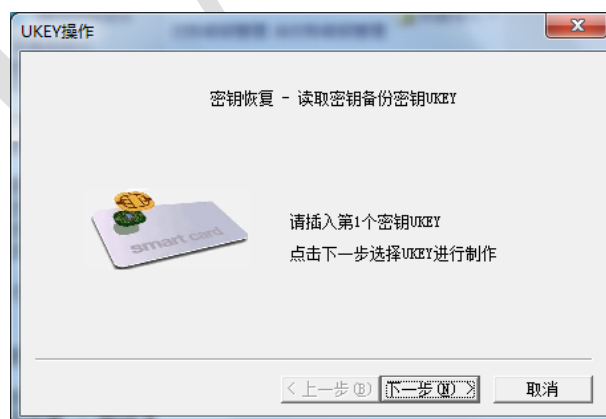 UKEY操作
密钥恢复 - 读取密钥备份密钥UKEY
smart card
请插入第1个密钥UKEY
点击下一步选择UKEY进行制作
< 上一步(B) 下一步(N) > 取消